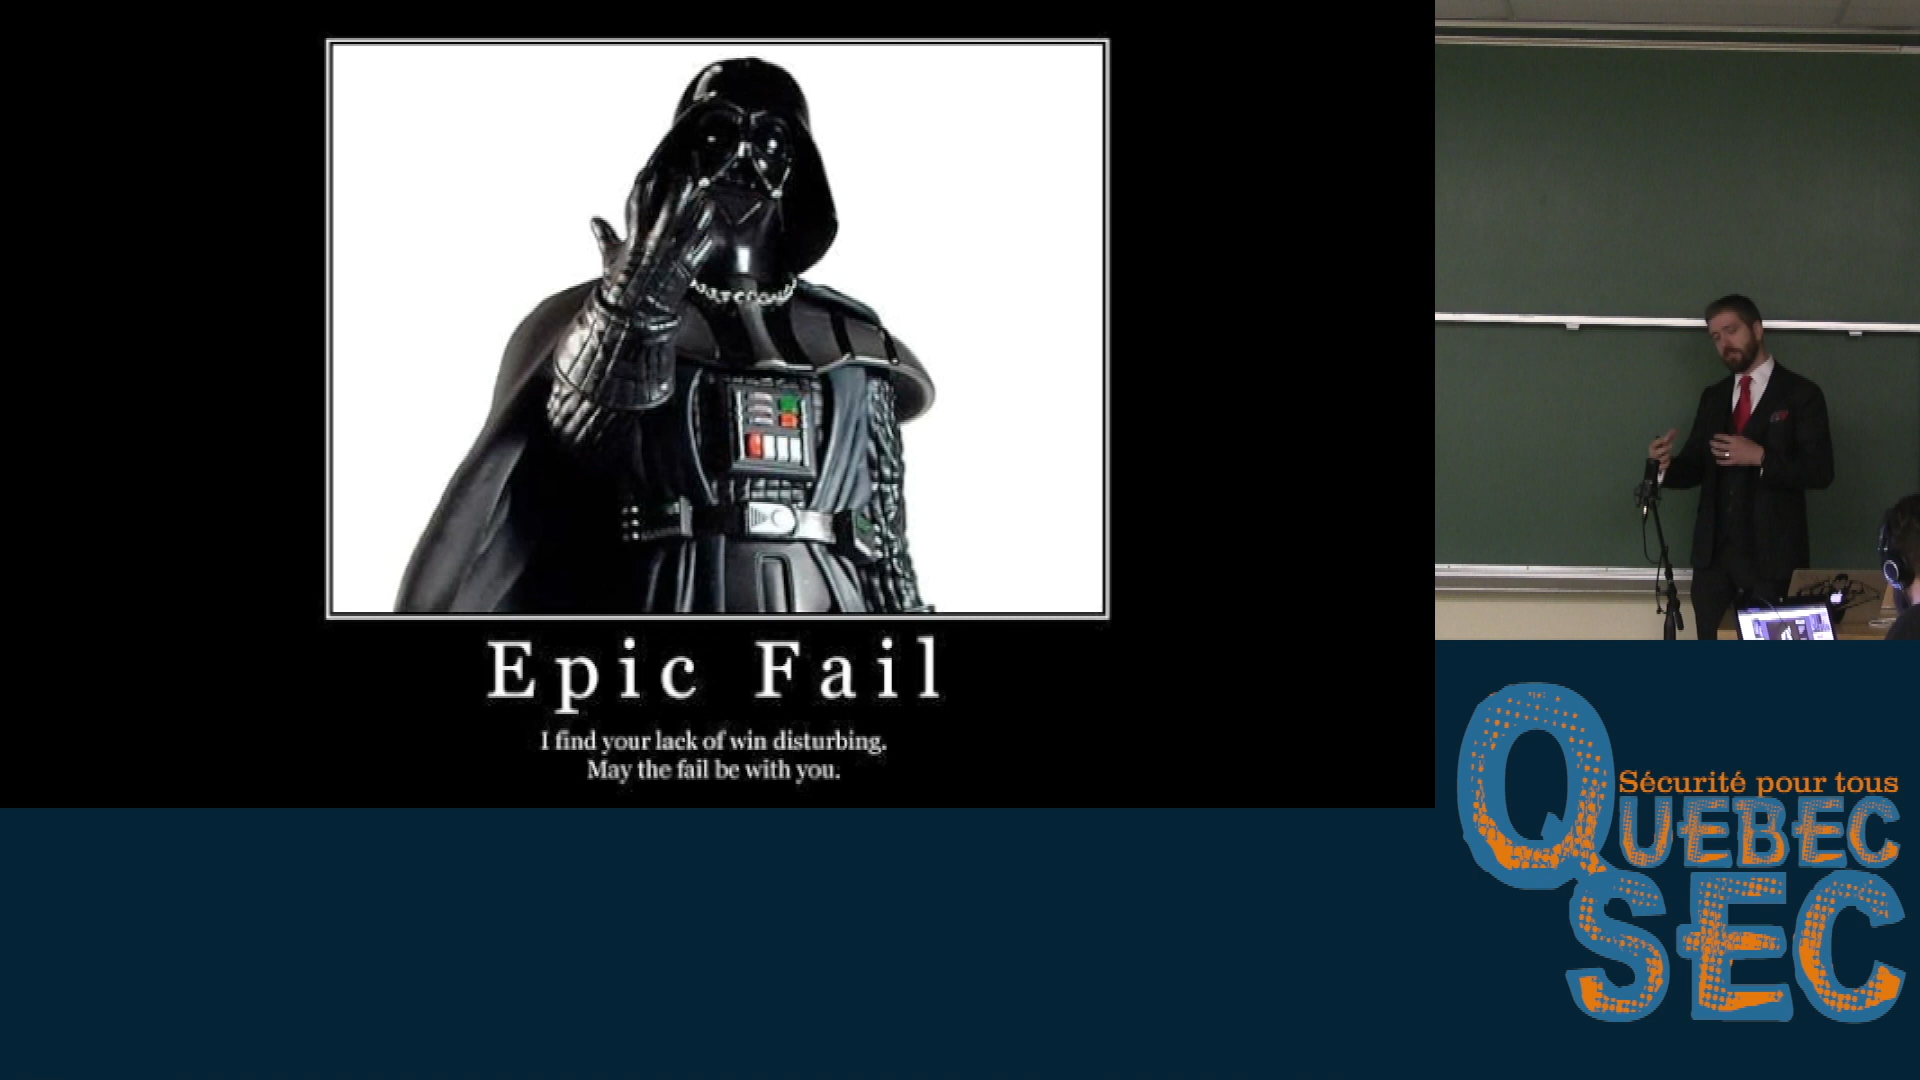 Epic Fail
I find your lack of win disturbing.
May the fail be with you.
Sécurité pour tous
QUEBEC
SEC